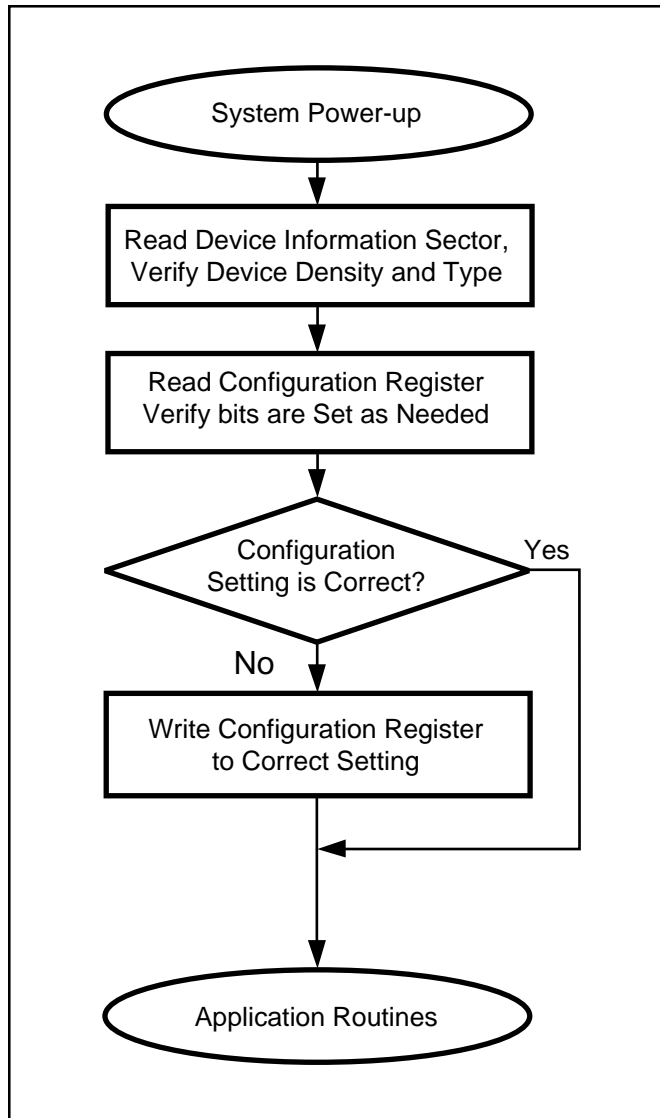 System Power-up
Read Device Information Sector,
Verify Device Density and Type
Read Configuration Register
Verify bits are Set as Needed
Configuration
Setting is Correct?
Yes
No
Write Configuration Register
to Correct Setting
Application Routines